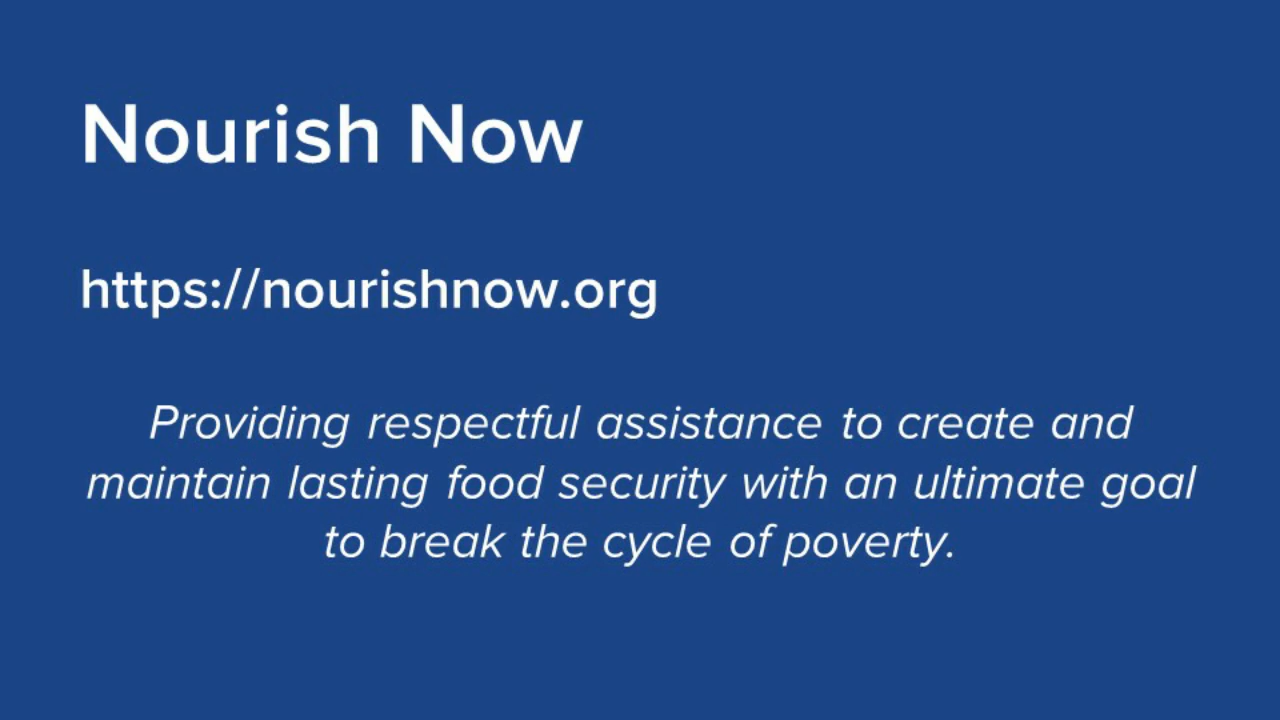 Nourish Now
https://nourishnow.org
Providing respectful assistance to create and
maintain lasting food security with an ultimate goal
to break the cycle of poverty.